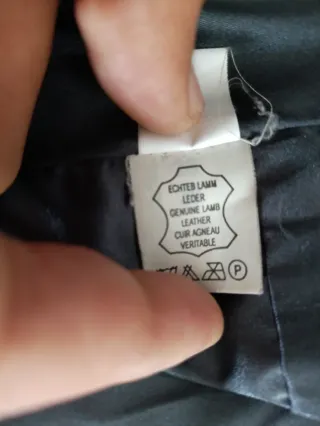 ECHTES LAMM
LEDER
GENUINE LAMB
LEATHER
CUIR AGNEAU
VERITABLE
P